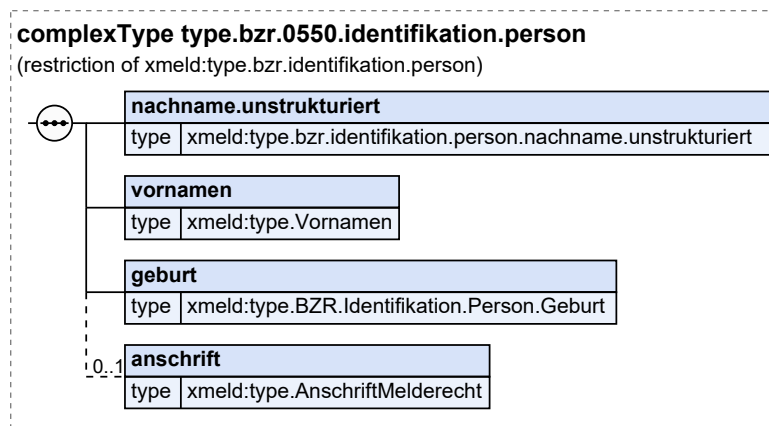 complexType type.bzr.0550.identifikation.person
(restriction of xmeld:type.bzr.identifikation.person)
nachname.unstrukturiert
type xmeld:type.bzr.identifikation.person.nachname.unstrukturiert
vornamen
type xmeld:type.Vornamen
geburt
type xmeld:type.BZR.Identifikation.Person.Geburt
0..1 anschrift
type xmeld:type.AnschriftMelderecht